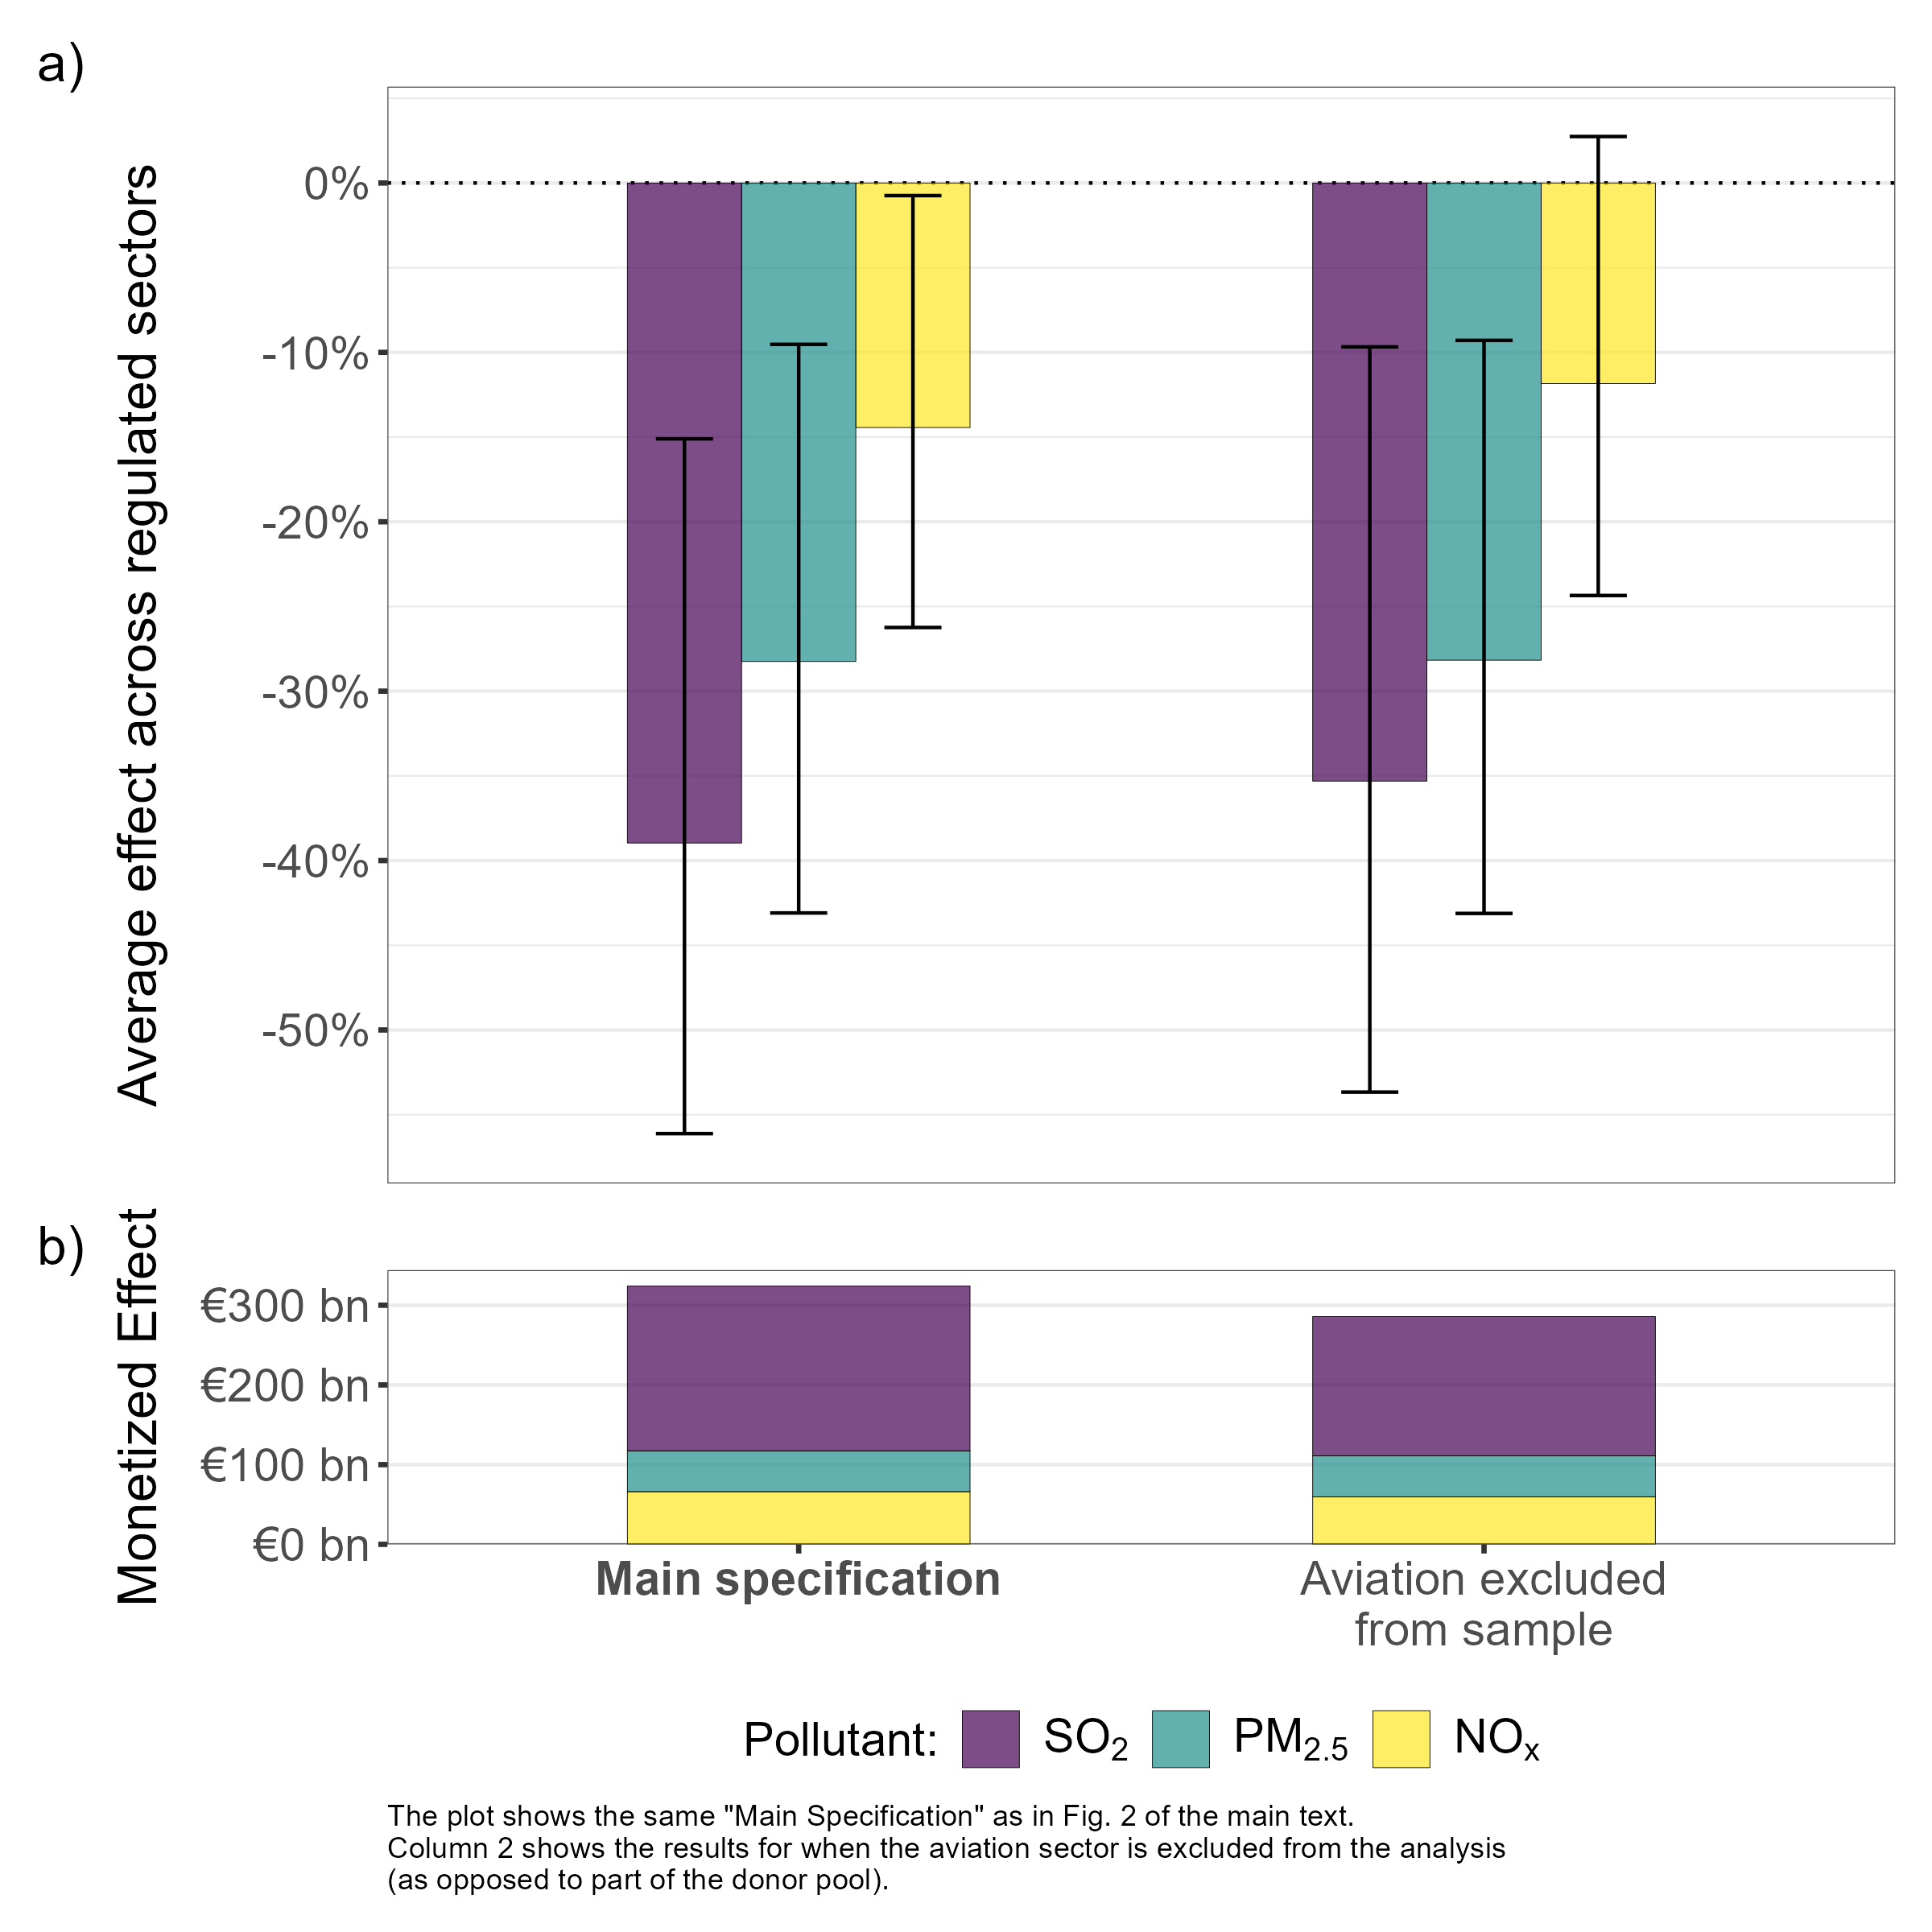 a)
Average effect across regulated sectors
0%
-10%
-20%
-30%
-40%
-50%
b)
Monetized Effect
€300 bn
€200 bn
€100 bn
€0 bn
Main specification
Aviation excluded
from sample
Pollutant: SO₂ PM₂.₅ NOₓ
The plot shows the same "Main Specification" as in Fig. 2 of the main text.
Column 2 shows the results for when the aviation sector is excluded from the analysis
(as opposed to part of the donor pool).